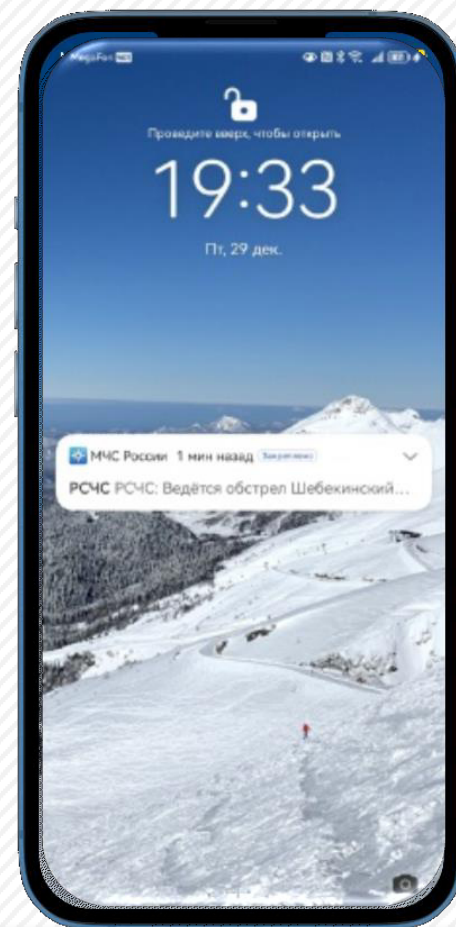 MegaFon
Проведите вверх, чтобы открыть
19:33
Пт, 29 дек.
МЧС России 1 мин назад Закреплено
РСЧС РСЧС: Ведётся обстрел Шебекинский...